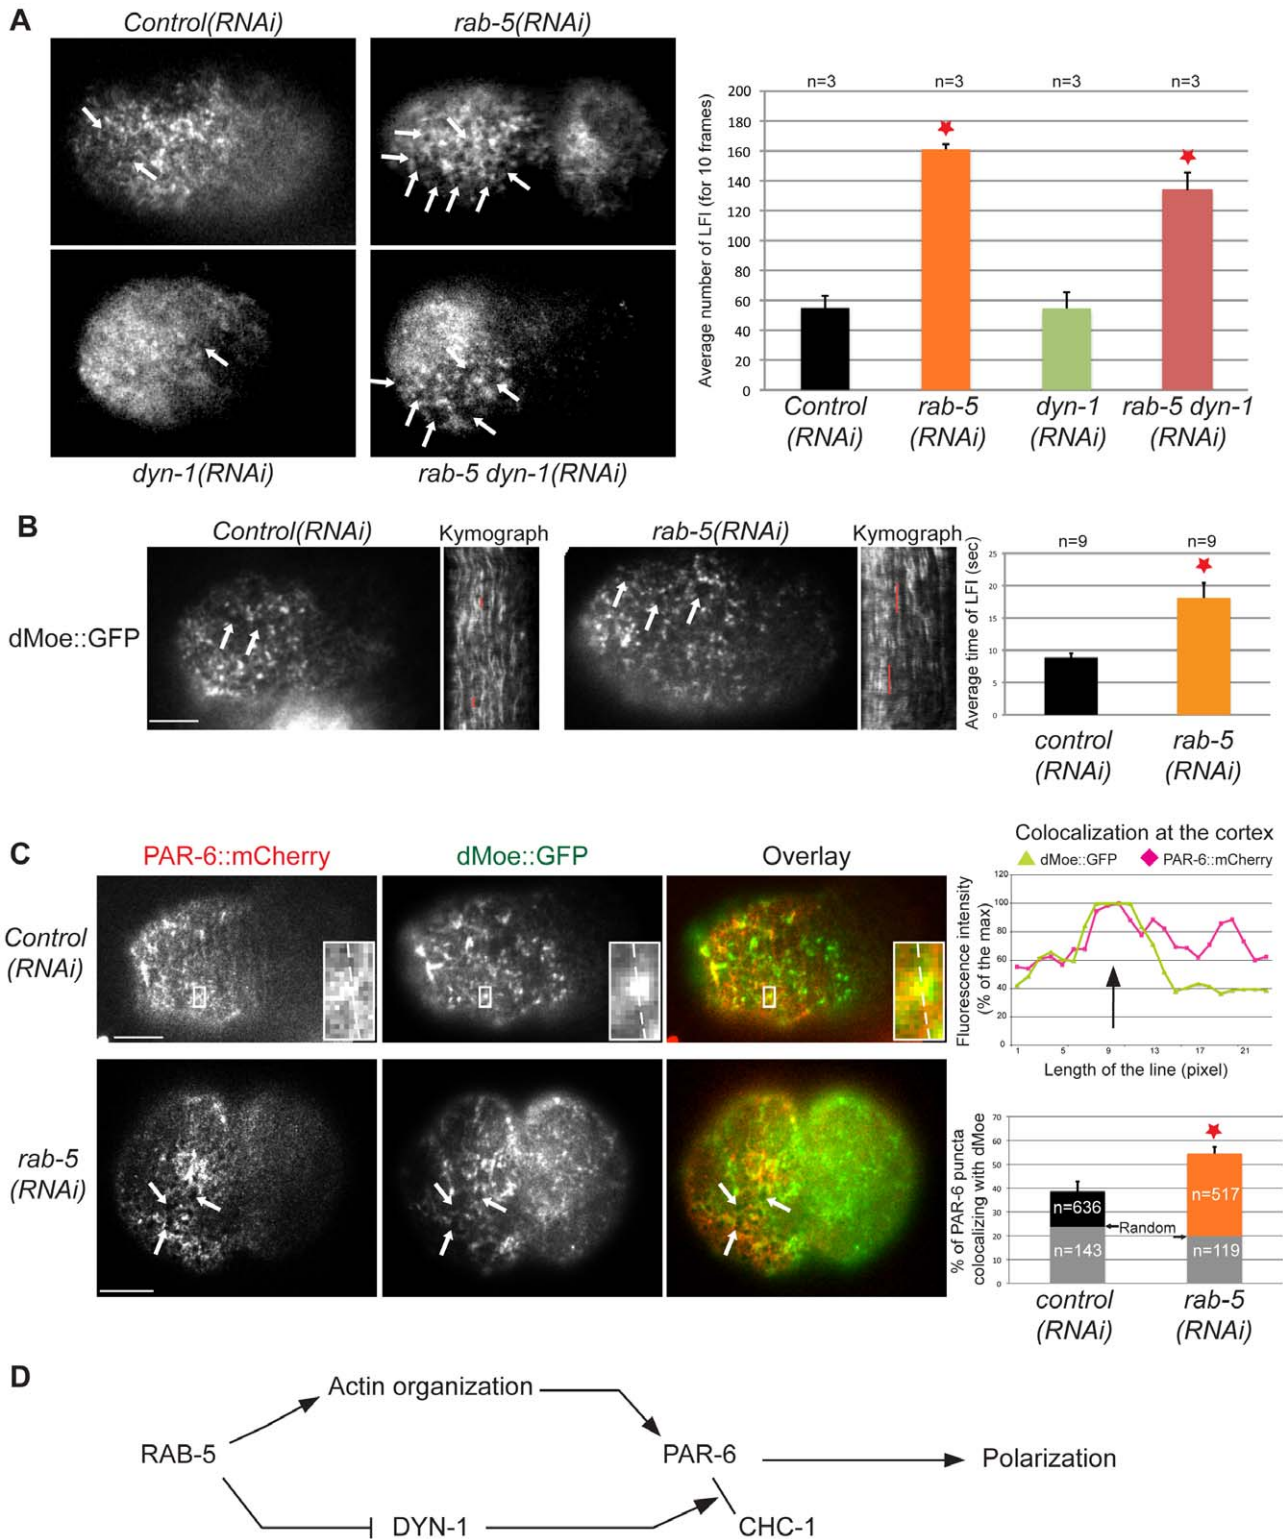 A
Control(RNAi)
rab-5(RNAi)
dyn-1(RNAi)
rab-5 dyn-1(RNAi)
n=3
n=3
n=3
n=3
Average number of LFI (for 10 frames)
200
180
160
140
120
100
80
60
40
20
0
Control
(RNAi)
rab-5
(RNAi)
dyn-1
(RNAi)
rab-5 dyn-1
(RNAi)
B
Control(RNAi)
Kymograph
rab-5(RNAi)
Kymograph
dMoe::GFP
n=9
n=9
Average time of LFI (sec)
25
20
15
10
5
0
control
(RNAi)
rab-5
(RNAi)
C
PAR-6::mCherry
dMoe::GFP
Overlay
Control
(RNAi)
rab-5
(RNAi)
Colocalization at the cortex
dMoe::GFP
PAR-6::mCherry
Fluorescence intensity
(% of the max)
120
100
80
60
40
20
0
1
5
9
13
17
21
Length of the line (pixel)
% of PAR-6 puncta
colocalizing with dMoe
70
60
50
40
30
20
10
0
n=636
n=143
Random
n=517
n=119
control
(RNAi)
rab-5
(RNAi)
D
Actin organization
RAB-5
PAR-6
Polarization
DYN-1
CHC-1